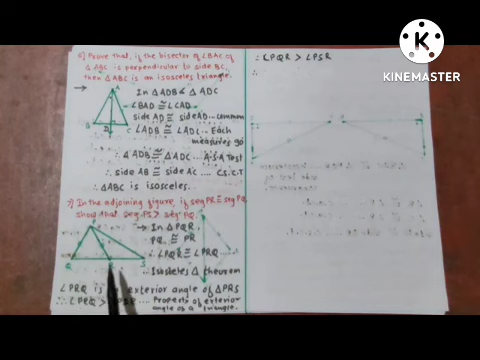 6) Prove that, if the bisector of ∠BAC of
△ABC is perpendicular to side BC,
then △ABC is an isosceles triangle.
→ In △ADB & △ADC
∠BAD ≅ ∠CAD
side AD ≅ side AD... common
∠ADB ≅ ∠ADC ... Each
measures 90
∴ △ADB ≅ △ADC ... A-S-A Test
∴ side AB ≅ side AC .... C.S.C.T
∴ △ABC is isosceles.
7) In the adjoining figure, if seg PR ≅ seg PQ
show that seg PS > seg PQ.
→ In △PQR,
PQ ≅ PR
∴ ∠PQR ≅ ∠PRQ ...
...Isosceles △ theorem
∠PRQ is exterior angle of △PRS
∴ ∠PRQ > ... Property of exterior
angle of a triangle.
∴ ∠PQR > ∠PSR
∴
A
B
D
P
Q
S
K
KINEMASTER